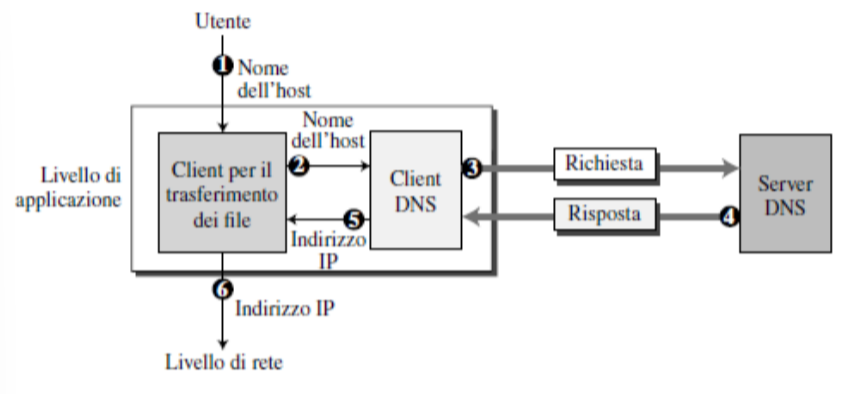 Utente
1 Nome
dell'host
Livello di
applicazione
Client per il
trasferimento
dei file
Nome
dell'host
2
5
Indirizzo
IP
Client
DNS
3
Richiesta
Risposta
4
Server
DNS
6
Indirizzo IP
Livello di rete